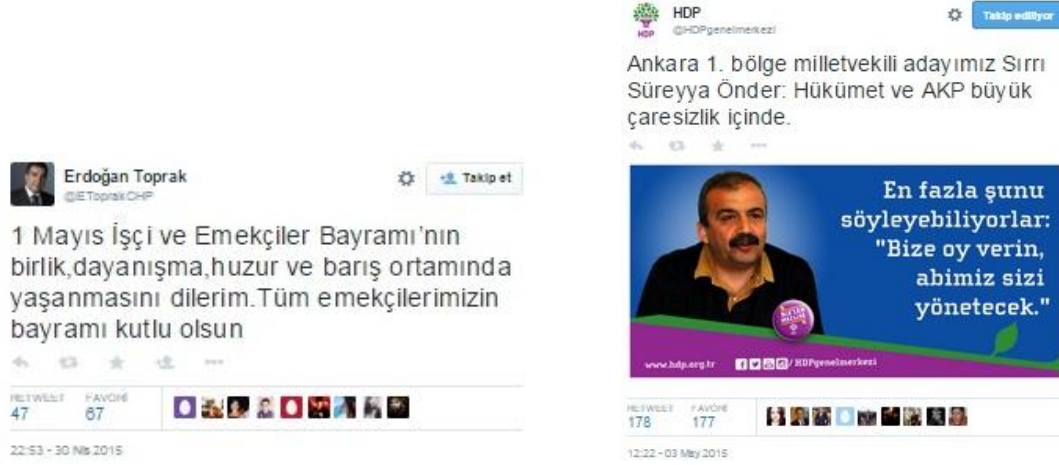 Erdoğan Toprak
@EToprakCHP
Takip et
1 Mayıs İşçi ve Emekçiler Bayramı'nın
birlik,dayanışma,huzur ve barış ortamında
yaşanmasını dilerim.Tüm emekçilerimizin
bayramı kutlu olsun
RETWEET FAVORİ
47 67
22:53 - 30 Nis 2015
HDP
HDP
@HDPgenelmerkezi
Takip ediliyor
Ankara 1. bölge milletvekili adayımız Sırrı
Süreyya Önder: Hükümet ve AKP büyük
çaresizlik içinde.
En fazla şunu
söyleyebiliyorlar:
"Bize oy verin,
abimiz sizi
yönetecek."
www.hdp.org.tr /HDPgenelmerkezi
RETWEET FAVORİ
178 177
12:22 - 03 May 2015